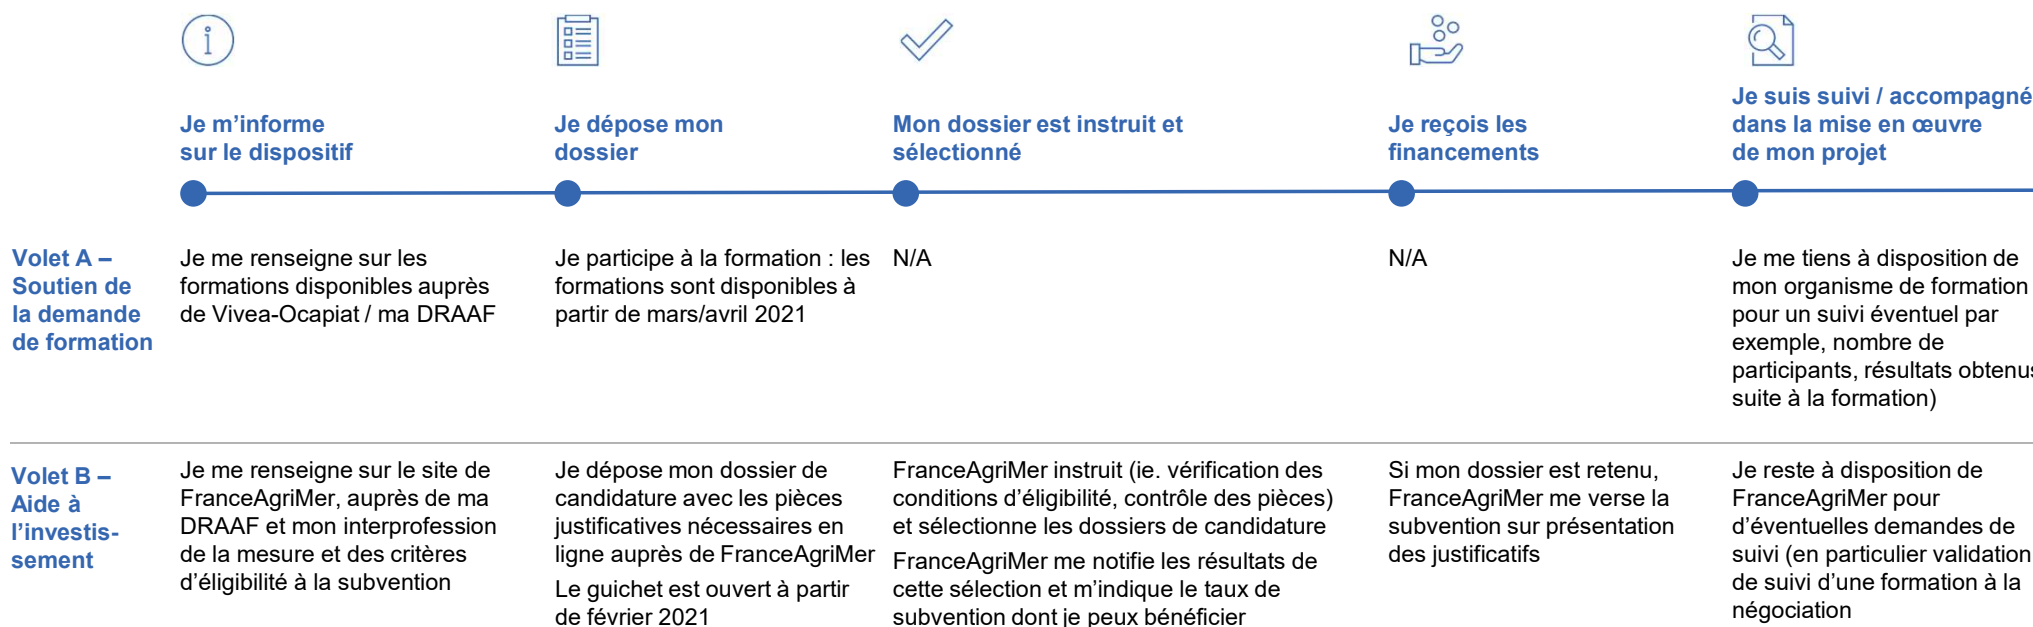 Je m’informe
sur le dispositif
Je dépose mon
dossier
Mon dossier est instruit et
sélectionné
Je reçois les
financements
Je suis suivi / accompagné
dans la mise en œuvre
de mon projet
Volet A –
Soutien de
la demande
de formation
Je me renseigne sur les
formations disponibles auprès
de Vivea-Ocapiat / ma DRAAF
Je participe à la formation : les
formations sont disponibles à
partir de mars/avril 2021
N/A
N/A
Je me tiens à disposition de
mon organisme de formation
pour un suivi éventuel par
exemple, nombre de
participants, résultats obtenus
suite à la formation)
Volet B –
Aide à
l’investis-
sement
Je me renseigne sur le site de
FranceAgriMer, auprès de ma
DRAAF et mon interprofession
de la mesure et des critères
d’éligibilité à la subvention
Je dépose mon dossier de
candidature avec les pièces
justificatives nécessaires en
ligne auprès de FranceAgriMer
Le guichet est ouvert à partir
de février 2021
FranceAgriMer instruit (ie. vérification des
conditions d’éligibilité, contrôle des pièces)
et sélectionne les dossiers de candidature
FranceAgriMer me notifie les résultats de
cette sélection et m’indique le taux de
subvention dont je peux bénéficier
Si mon dossier est retenu,
FranceAgriMer me verse la
subvention sur présentation
des justificatifs
Je reste à disposition de
FranceAgriMer pour
d’éventuelles demandes de
suivi (en particulier validation
de suivi d’une formation à la
négociation